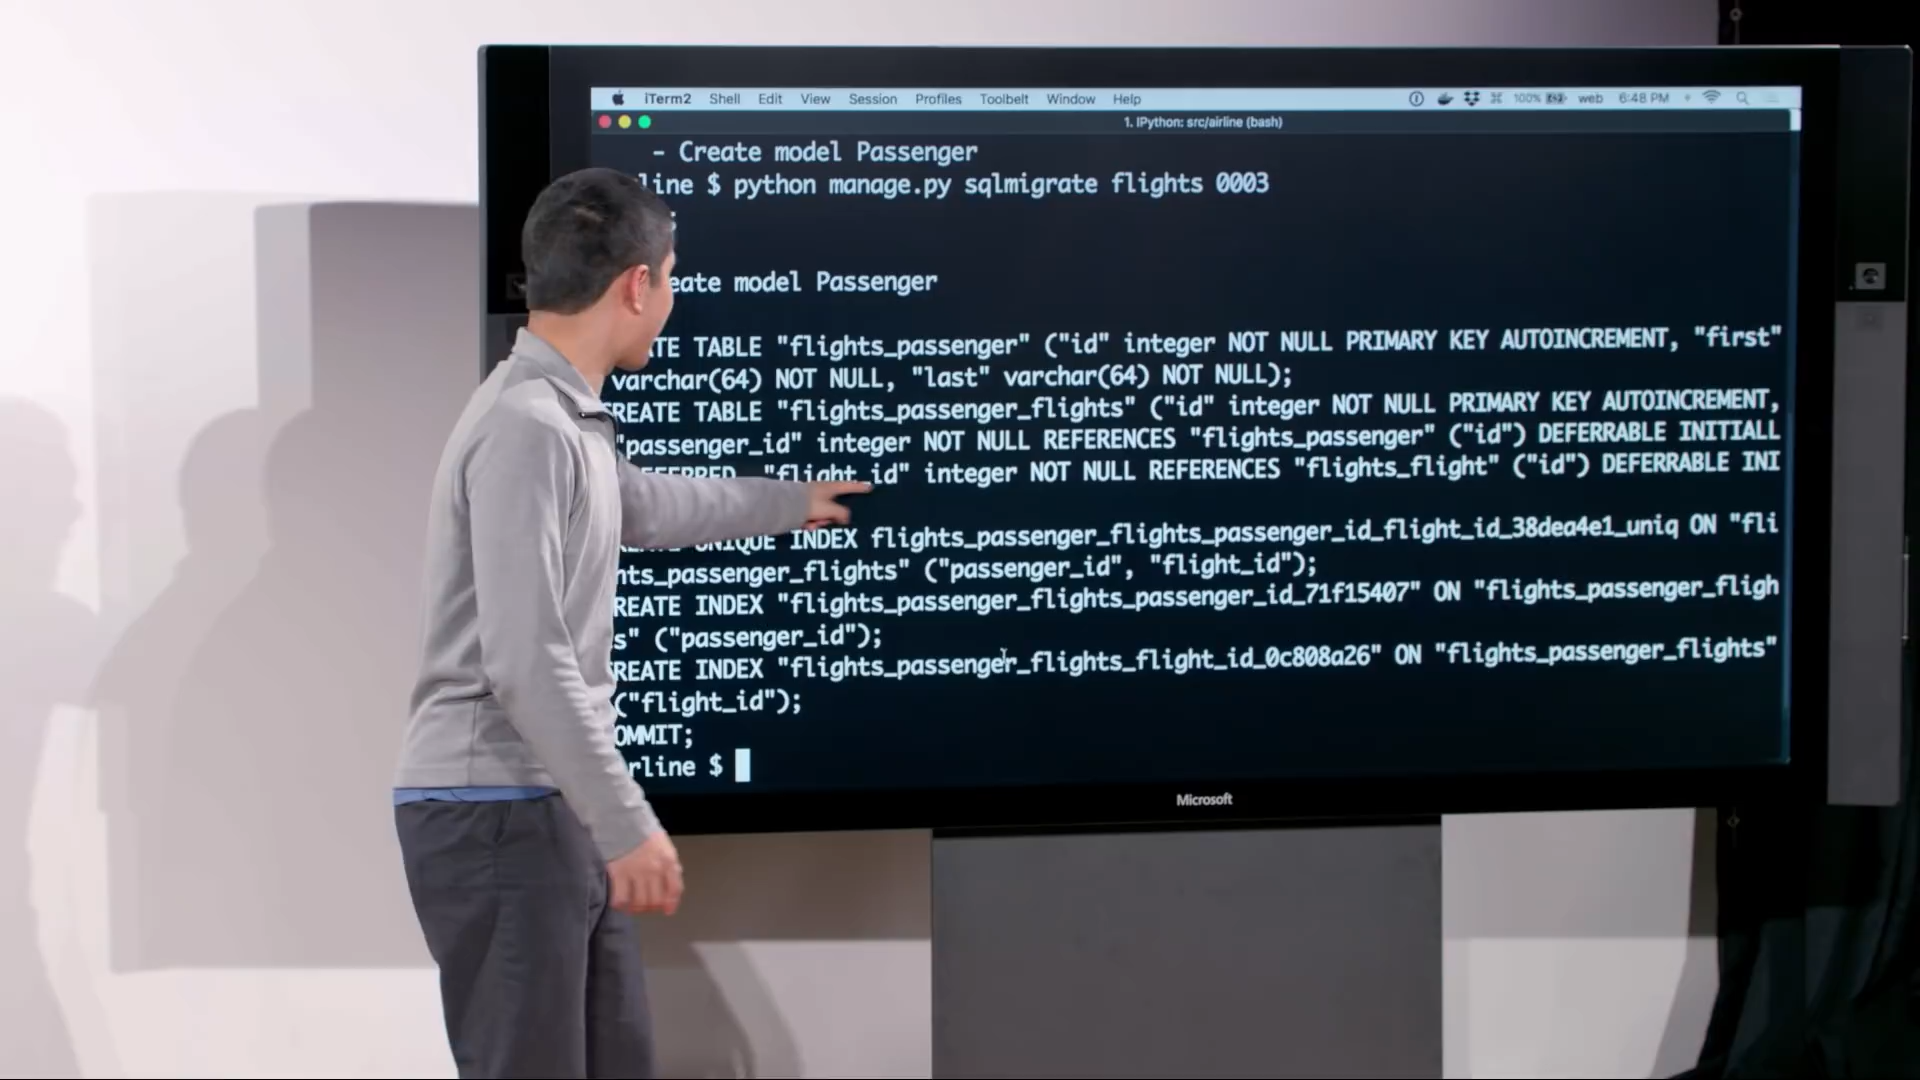 iTerm2 Shell Edit View Session Profiles Toolbelt Window Help 100% web 6:48 PM
1. IPython: src/airline (bash)
- Create model Passenger
line $ python manage.py sqlmigrate flights 0003
;
eate model Passenger
ATE TABLE "flights_passenger" ("id" integer NOT NULL PRIMARY KEY AUTOINCREMENT, "first"
varchar(64) NOT NULL, "last" varchar(64) NOT NULL);
REATE TABLE "flights_passenger_flights" ("id" integer NOT NULL PRIMARY KEY AUTOINCREMENT,
"passenger_id" integer NOT NULL REFERENCES "flights_passenger" ("id") DEFERRABLE INITIALL
EFERRED, "flight_id" integer NOT NULL REFERENCES "flights_flight" ("id") DEFERRABLE INI
REATE UNIQUE INDEX flights_passenger_flights_passenger_id_flight_id_38dea4e1_uniq ON "fli
hts_passenger_flights" ("passenger_id", "flight_id");
REATE INDEX "flights_passenger_flights_passenger_id_71f15407" ON "flights_passenger_fligh
s" ("passenger_id");
REATE INDEX "flights_passenger_flights_flight_id_0c808a26" ON "flights_passenger_flights"
("flight_id");
OMMIT;
rline $
Microsoft